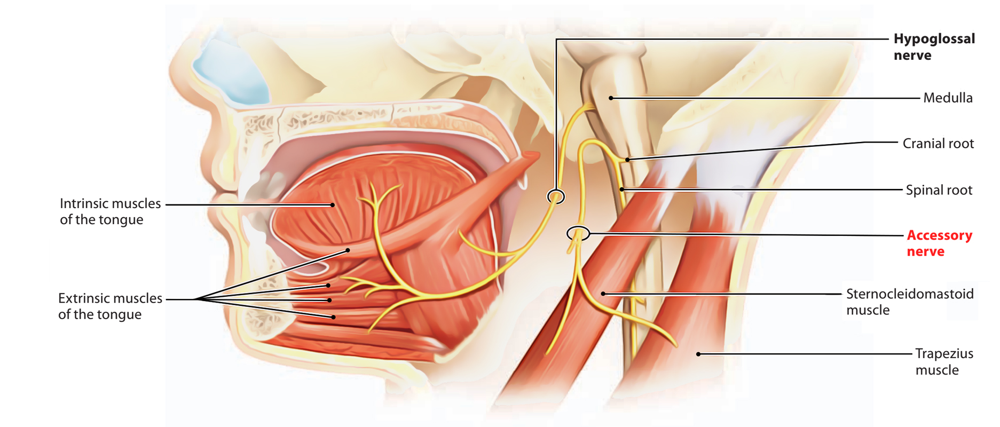 Hypoglossal
nerve
Medulla
Cranial root
Spinal root
Accessory
nerve
Sternocleidomastoid
muscle
Trapezius
muscle
Intrinsic muscles
of the tongue
Extrinsic muscles
of the tongue